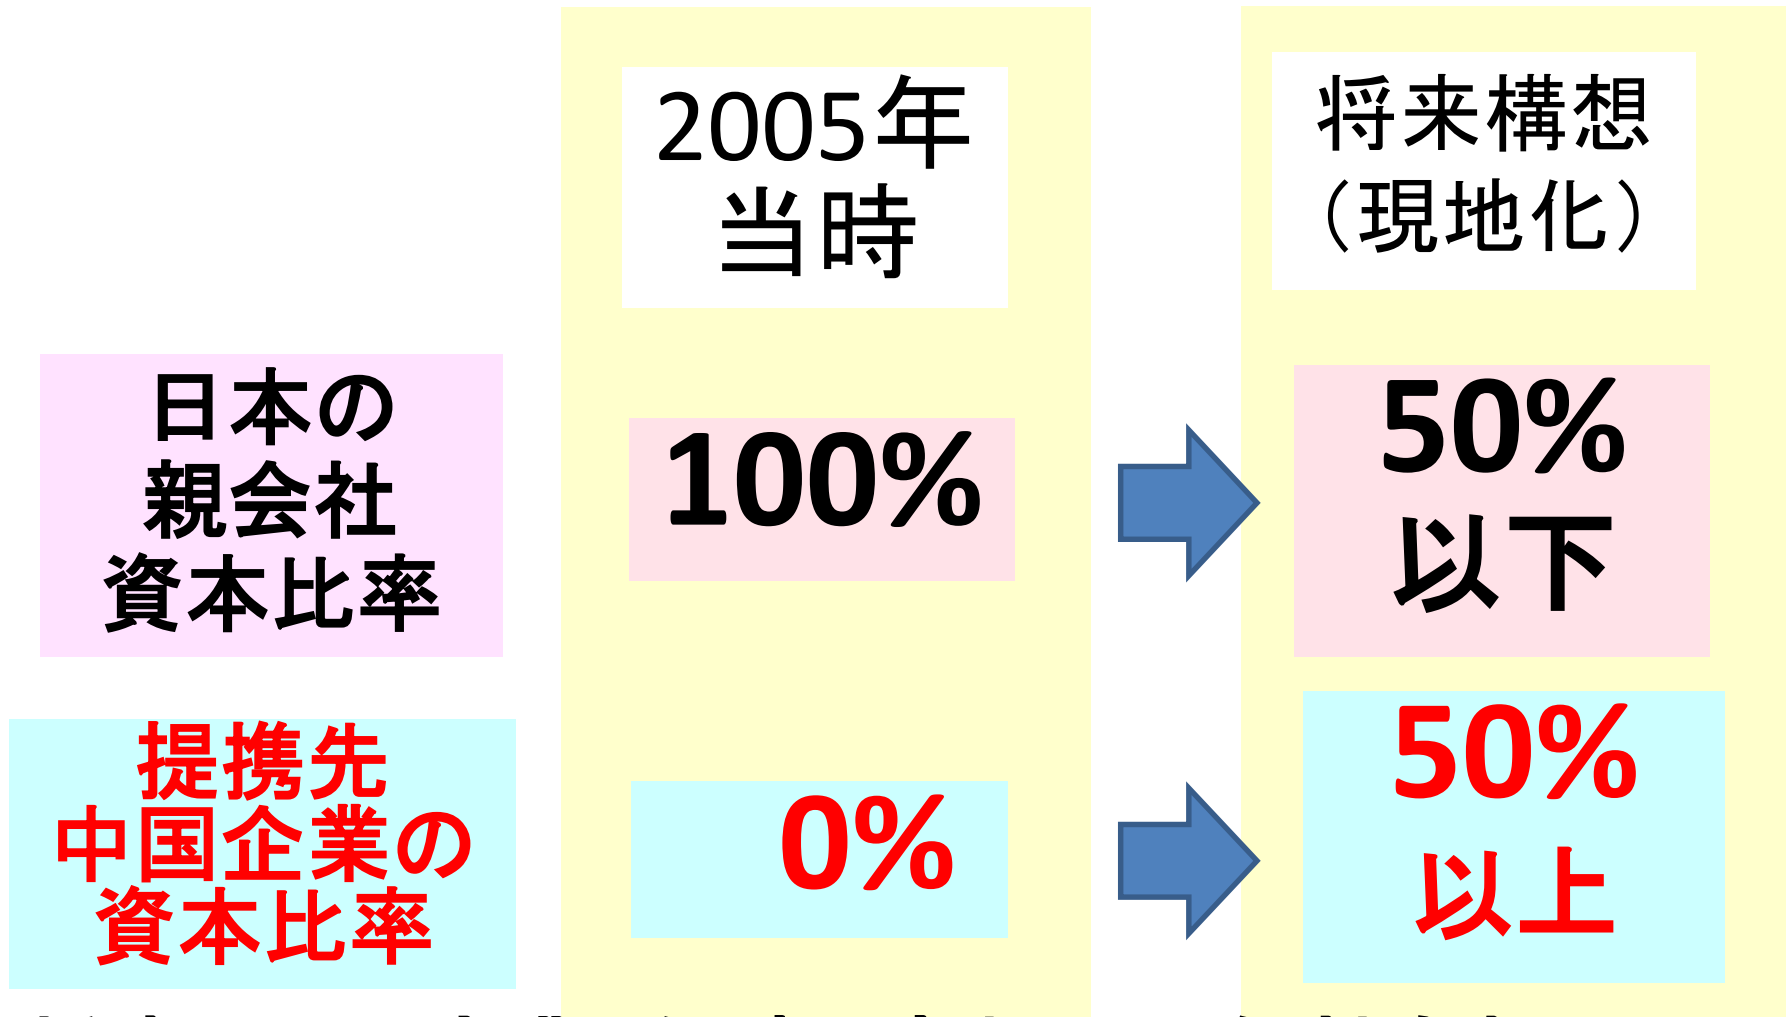 2005年
当時
将来構想
（現地化）
日本の
親会社
資本比率
100%
50%
以下
提携先
中国企業の
資本比率
0%
50%
以上